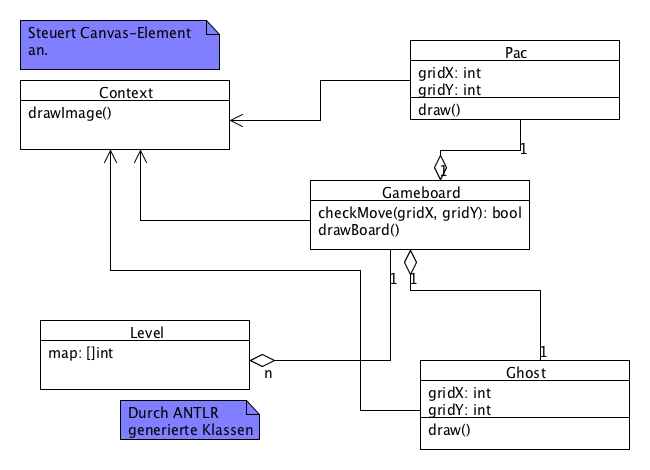 Steuert Canvas-Element
an.
Context
drawImage()
Pac
gridX: int
gridY: int
draw()
1
1
Gameboard
checkMove(gridX, gridY): bool
drawBoard()
1
1
Level
map: []int
n
1
Ghost
gridX: int
gridY: int
draw()
Durch ANTLR
generierte Klassen